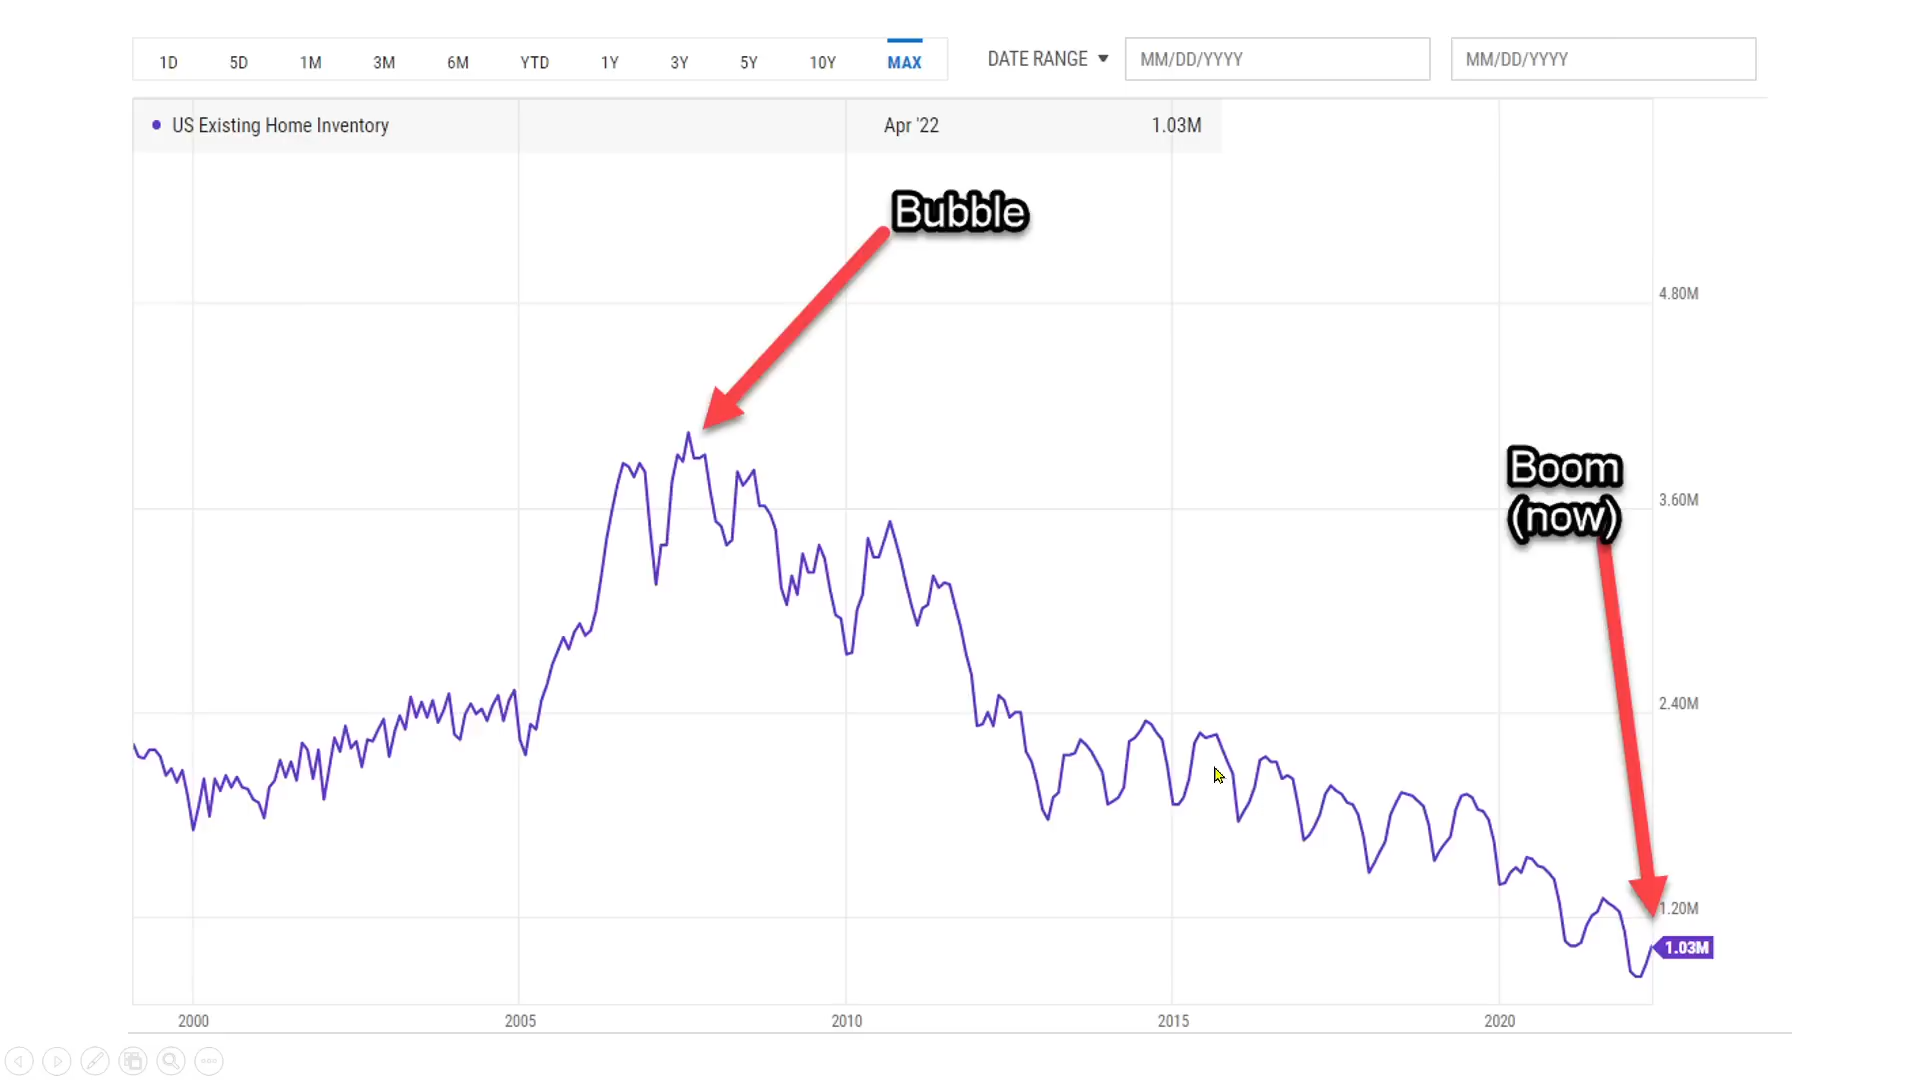 1D 5D 1M 3M 6M YTD 1Y 3Y 5Y 10Y MAX DATE RANGE MM/DD/YYYY MM/DD/YYYY
US Existing Home Inventory Apr '22 1.03M
Bubble
4.80M
Boom
(now)
3.60M
2.40M
1.20M
1.03M
2000 2005 2010 2015 2020